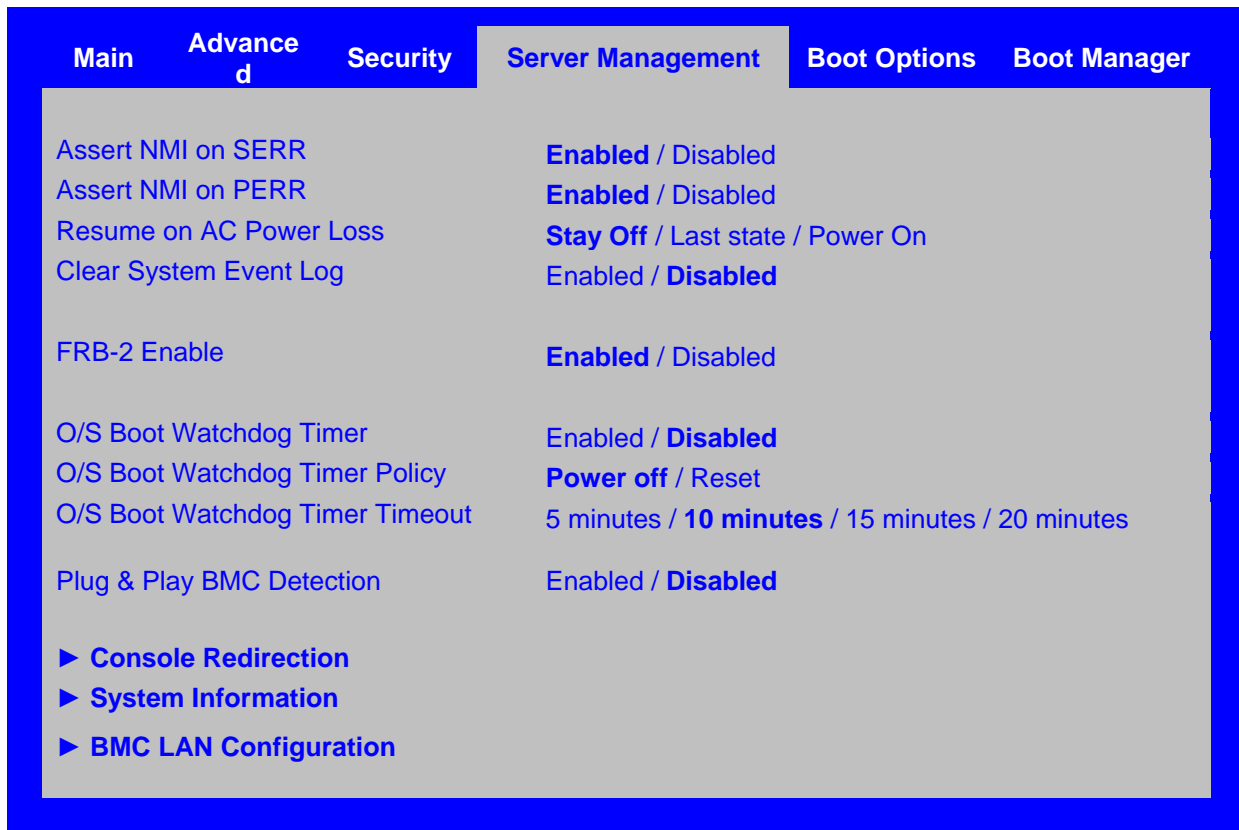 Main Advance d Security Server Management Boot Options Boot Manager
Assert NMI on SERR Enabled / Disabled
Assert NMI on PERR Enabled / Disabled
Resume on AC Power Loss Stay Off / Last state / Power On
Clear System Event Log Enabled / Disabled
FRB-2 Enable Enabled / Disabled
O/S Boot Watchdog Timer Enabled / Disabled
O/S Boot Watchdog Timer Policy Power off / Reset
O/S Boot Watchdog Timer Timeout 5 minutes / 10 minutes / 15 minutes / 20 minutes
Plug & Play BMC Detection Enabled / Disabled
► Console Redirection
► System Information
► BMC LAN Configuration